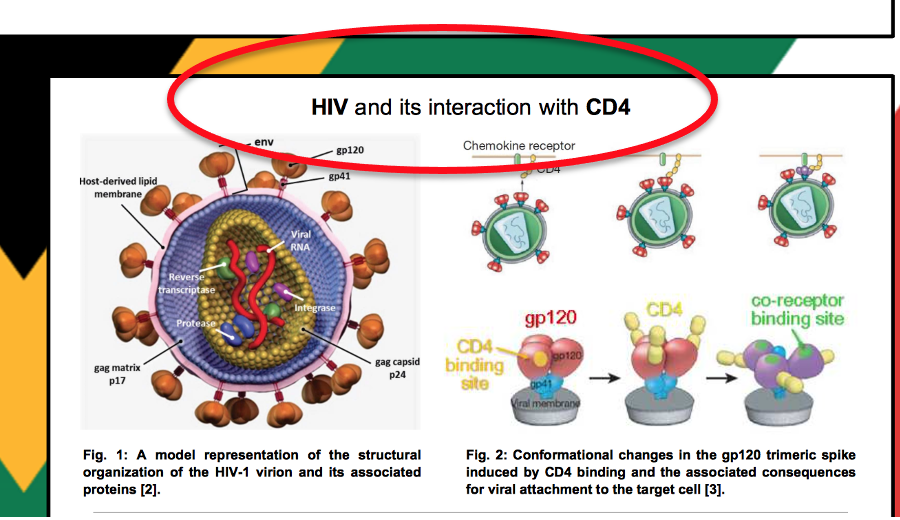 HIV and its interaction with CD4
env
gp120
gp41
Host-derived lipid
membrane
Viral
RNA
Reverse
transcriptase
Integrase
Protease
gag matrix
p17
gag capsid
p24
Fig. 1: A model representation of the structural
organization of the HIV-1 virion and its associated
proteins [2].
Chemokine receptor
CD4
gp120
CD4
binding
site
gp120
gp41
Viral membrane
CD4
co-receptor
binding site
Fig. 2: Conformational changes in the gp120 trimeric spike
induced by CD4 binding and the associated consequences
for viral attachment to the target cell [3].